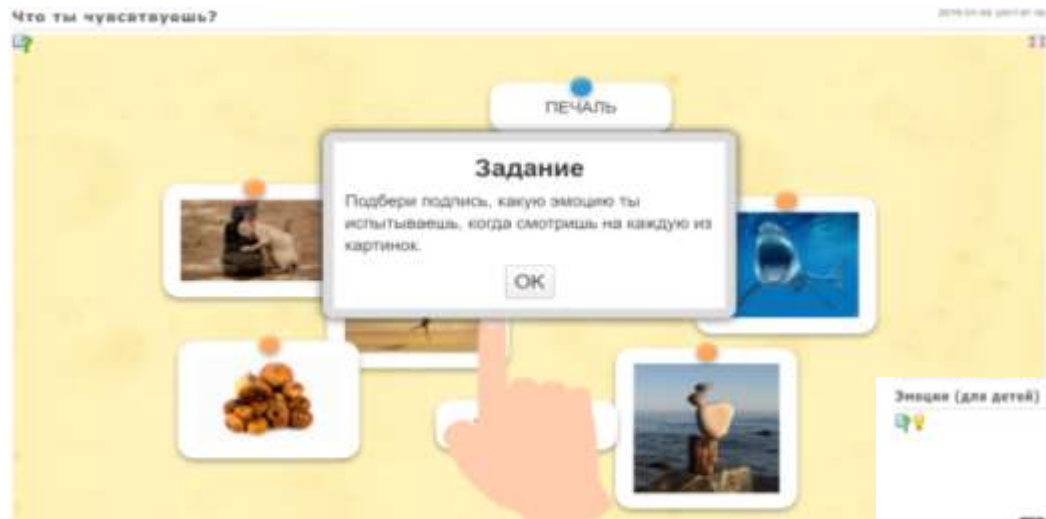 Что ты чувствуешь?
ПЕЧАЛЬ
Задание
Подбери подпись, какую эмоцию ты
испытываешь, когда смотришь на каждую из
картинок.
OK
Эмоции (для детей)